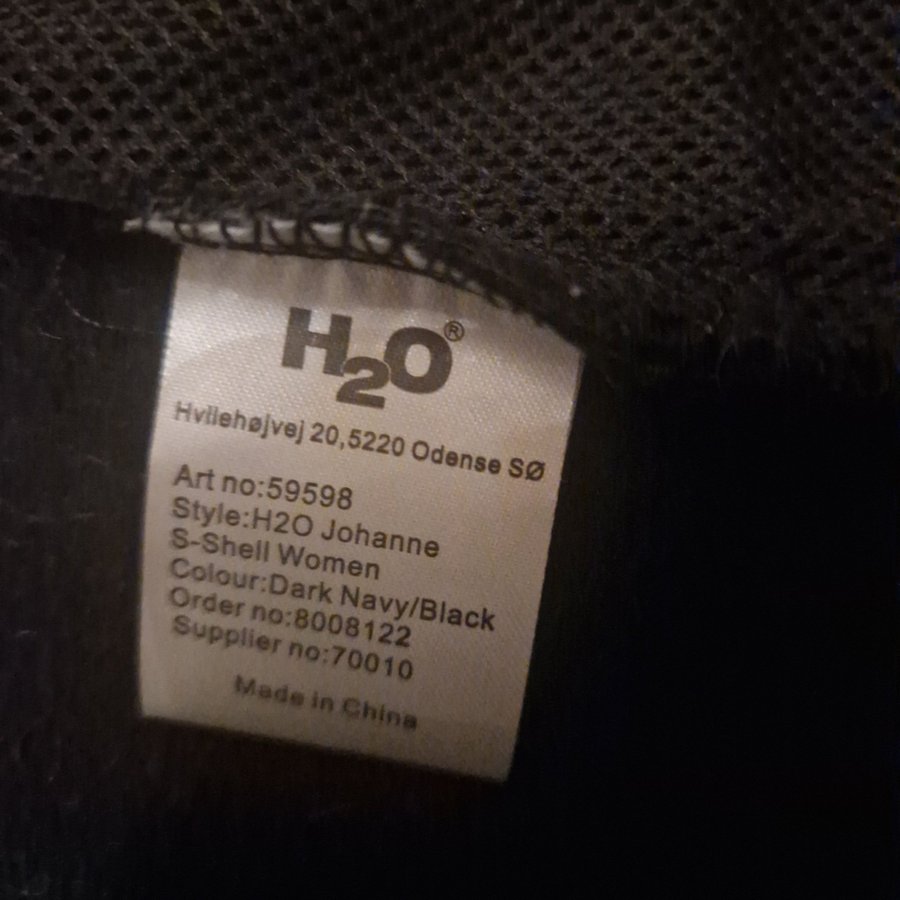 H2O®
Hvilehøjvej 20,5220 Odense SØ
Art no:59598
Style:H2O Johanne
S-Shell Women
Colour:Dark Navy/Black
Order no:8008122
Supplier no:70010
Made in China